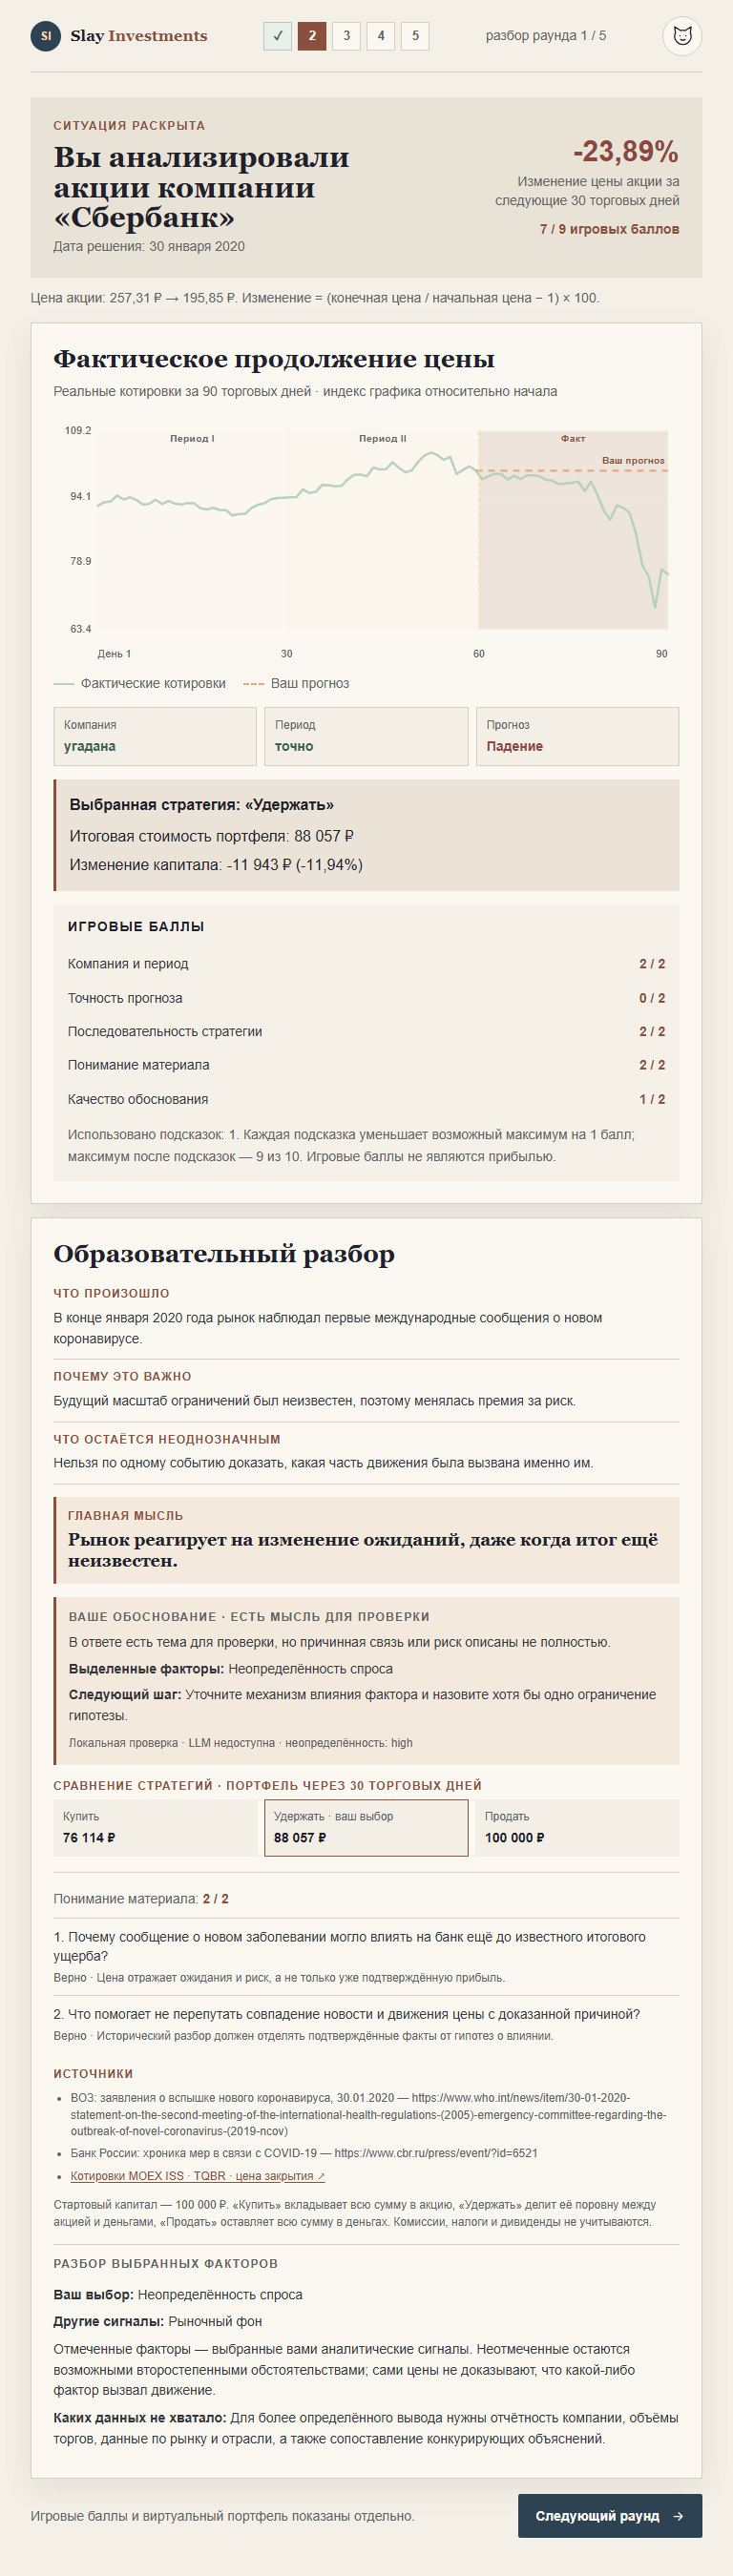 SI Slay Investments
✓ 2 3 4 5
разбор раунда 1 / 5
СИТУАЦИЯ РАСКРЫТА
Вы анализировали
акции компании
«Сбербанк»
Дата решения: 30 января 2020
-23,89%
Изменение цены акции за
следующие 30 торговых дней
7 / 9 игровых баллов
Цена акции: 257,31 ₽ → 195,85 ₽. Изменение = (конечная цена / начальная цена − 1) × 100.
Фактическое продолжение цены
Реальные котировки за 90 торговых дней · индекс графика относительно начала
109.2
94.1
78.9
63.4
Период I
Период II
Факт
Ваш прогноз
День 1
30
60
90
Фактические котировки
Ваш прогноз
Компания
угадана
Период
точно
Прогноз
Падение
Выбранная стратегия: «Удержать»
Итоговая стоимость портфеля: 88 057 ₽
Изменение капитала: -11 943 ₽ (-11,94%)
ИГРОВЫЕ БАЛЛЫ
Компания и период 2 / 2
Точность прогноза 0 / 2
Последовательность стратегии 2 / 2
Понимание материала 2 / 2
Качество обоснования 1 / 2
Использовано подсказок: 1. Каждая подсказка уменьшает возможный максимум на 1 балл;
максимум после подсказок — 9 из 10. Игровые баллы не являются прибылью.
Образовательный разбор
ЧТО ПРОИЗОШЛО
В конце января 2020 года рынок наблюдал первые международные сообщения о новом
коронавирусе.
ПОЧЕМУ ЭТО ВАЖНО
Будущий масштаб ограничений был неизвестен, поэтому менялась премия за риск.
ЧТО ОСТАЁТСЯ НЕОДНОЗНАЧНЫМ
Нельзя по одному событию доказать, какая часть движения была вызвана именно им.
ГЛАВНАЯ МЫСЛЬ
Рынок реагирует на изменение ожиданий, даже когда итог ещё
неизвестен.
ВАШЕ ОБОСНОВАНИЕ · ЕСТЬ МЫСЛЬ ДЛЯ ПРОВЕРКИ
В ответе есть тема для проверки, но причинная связь или риск описаны не полностью.
Выделенные факторы: Неопределённость спроса
Следующий шаг: Уточните механизм влияния фактора и назовите хотя бы одно ограничение
гипотезы.
Локальная проверка · LLM недоступна · неопределённость: high
СРАВНЕНИЕ СТРАТЕГИЙ · ПОРТФЕЛЬ ЧЕРЕЗ 30 ТОРГОВЫХ ДНЕЙ
Купить
76 114 ₽
Удержать · ваш выбор
88 057 ₽
Продать
100 000 ₽
Понимание материала: 2 / 2
1. Почему сообщение о новом заболевании могло влиять на банк ещё до известного итогового
ущерба?
Верно · Цена отражает ожидания и риск, а не только уже подтверждённую прибыль.
2. Что помогает не перепутать совпадение новости и движения цены с доказанной причиной?
Верно · Исторический разбор должен отделять подтверждённые факты от гипотез о влиянии.
ИСТОЧНИКИ
• ВОЗ: заявления о вспышке нового коронавируса, 30.01.2020 — https://www.who.int/news/item/30-01-2020-
statement-on-the-second-meeting-of-the-international-health-regulations-(2005)-emergency-committee-regarding-the-
outbreak-of-novel-coronavirus-(2019-ncov)
• Банк России: хроника мер в связи с COVID-19 — https://www.cbr.ru/press/event/?id=6521
• Котировки MOEX ISS · TQBR · цена закрытия ↗
Стартовый капитал — 100 000 ₽. «Купить» вкладывает всю сумму в акцию, «Удержать» делит её поровну между
акцией и деньгами, «Продать» оставляет всю сумму в деньгах. Комиссии, налоги и дивиденды не учитываются.
РАЗБОР ВЫБРАННЫХ ФАКТОРОВ
Ваш выбор: Неопределённость спроса
Другие сигналы: Рыночный фон
Отмеченные факторы — выбранные вами аналитические сигналы. Неотмеченные остаются
возможными второстепенными обстоятельствами; сами цены не доказывают, что какой-либо
фактор вызвал движение.
Каких данных не хватало: Для более определённого вывода нужны отчётность компании, объёмы
торгов, данные по рынку и отрасли, а также сопоставление конкурирующих объяснений.
Игровые баллы и виртуальный портфель показаны отдельно.
Следующий раунд →